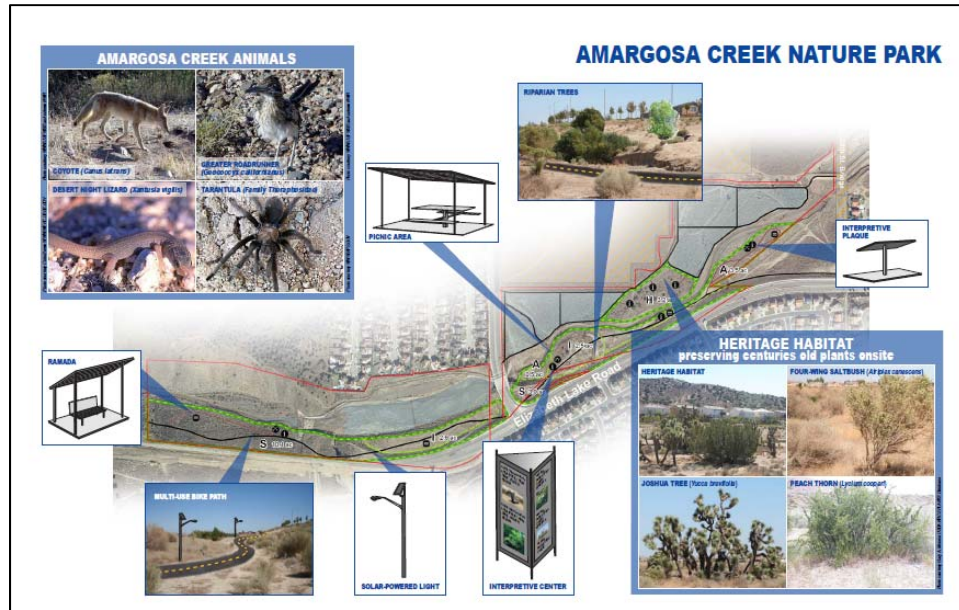 AMARGOSA CREEK NATURE PARK
AMARGOSA CREEK ANIMALS
COYOTE (Canus latrans)
GREATER ROADRUNNER
(Geococcyx californianus)
DESERT NIGHT LIZARD (Xantusia vigilis)
TARANTULA (Family Theraphosidae)
RIPARIAN TREES
PICNIC AREA
INTERPRETIVE
PLAQUE
A
H
I
A
S
S
I
Elizabeth Lake Road
RAMADA
MULTI-USE BIKE PATH
SOLAR-POWERED LIGHT
INTERPRETIVE CENTER
HERITAGE HABITAT
preserving centuries old plants onsite
HERITAGE HABITAT
FOUR-WING SALTBUSH (Atriplex canescens)
JOSHUA TREE (Yucca brevifolia)
PEACH THORN (Lycium cooperi)